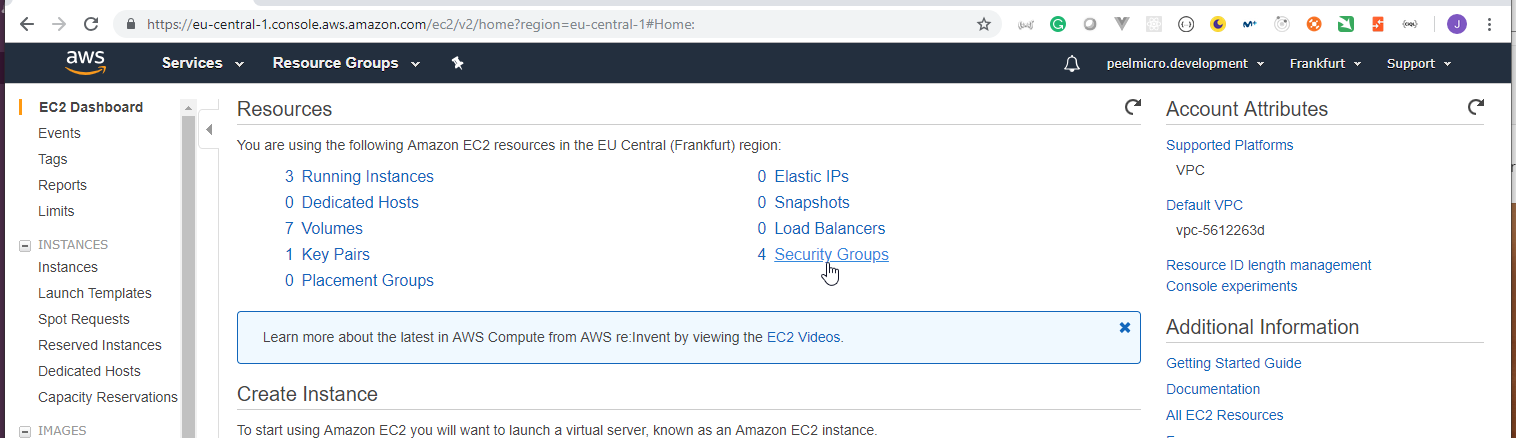 https://eu-central-1.console.aws.amazon.com/ec2/v2/home?region=eu-central-1#Home:
J
aws
Services
Resource Groups
peelmicro.development
Frankfurt
Support
EC2 Dashboard
Events
Tags
Reports
Limits
INSTANCES
Instances
Launch Templates
Spot Requests
Reserved Instances
Dedicated Hosts
Capacity Reservations
IMAGES
Resources
You are using the following Amazon EC2 resources in the EU Central (Frankfurt) region:
3 Running Instances
0 Dedicated Hosts
7 Volumes
1 Key Pairs
0 Placement Groups
0 Elastic IPs
0 Snapshots
0 Load Balancers
4 Security Groups
Learn more about the latest in AWS Compute from AWS re:Invent by viewing the EC2 Videos.
Create Instance
To start using Amazon EC2 you will want to launch a virtual server, known as an Amazon EC2 instance.
Account Attributes
Supported Platforms
VPC
Default VPC
vpc-5612263d
Resource ID length management
Console experiments
Additional Information
Getting Started Guide
Documentation
All EC2 Resources